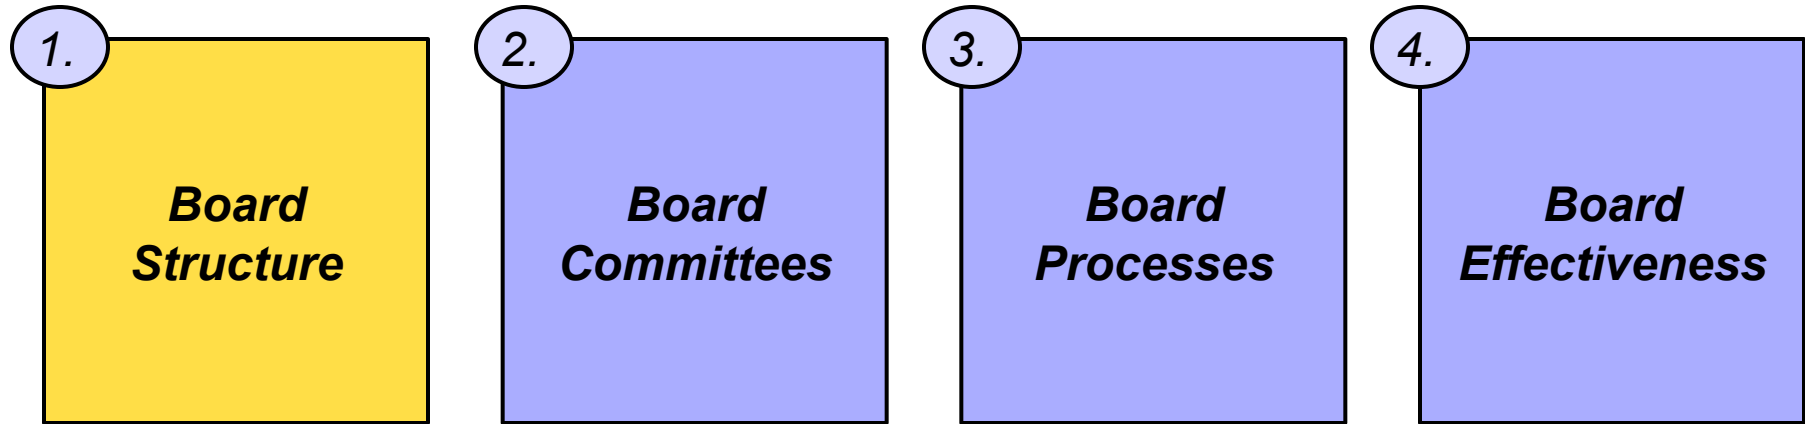 1.
Board
Structure
2.
Board
Committees
3.
Board
Processes
4.
Board
Effectiveness